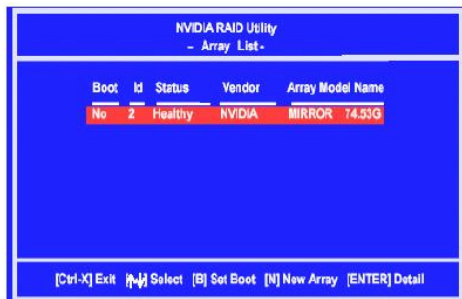 NVIDIA RAID Utility
- Array List-
Boot Id Status Vendor Array Model Name
No 2 Healthy NVIDIA MIRROR 74.53G
[Ctrl-X] Exit [↑↓] Select [B] Set Boot [N] New Array [ENTER] Detail